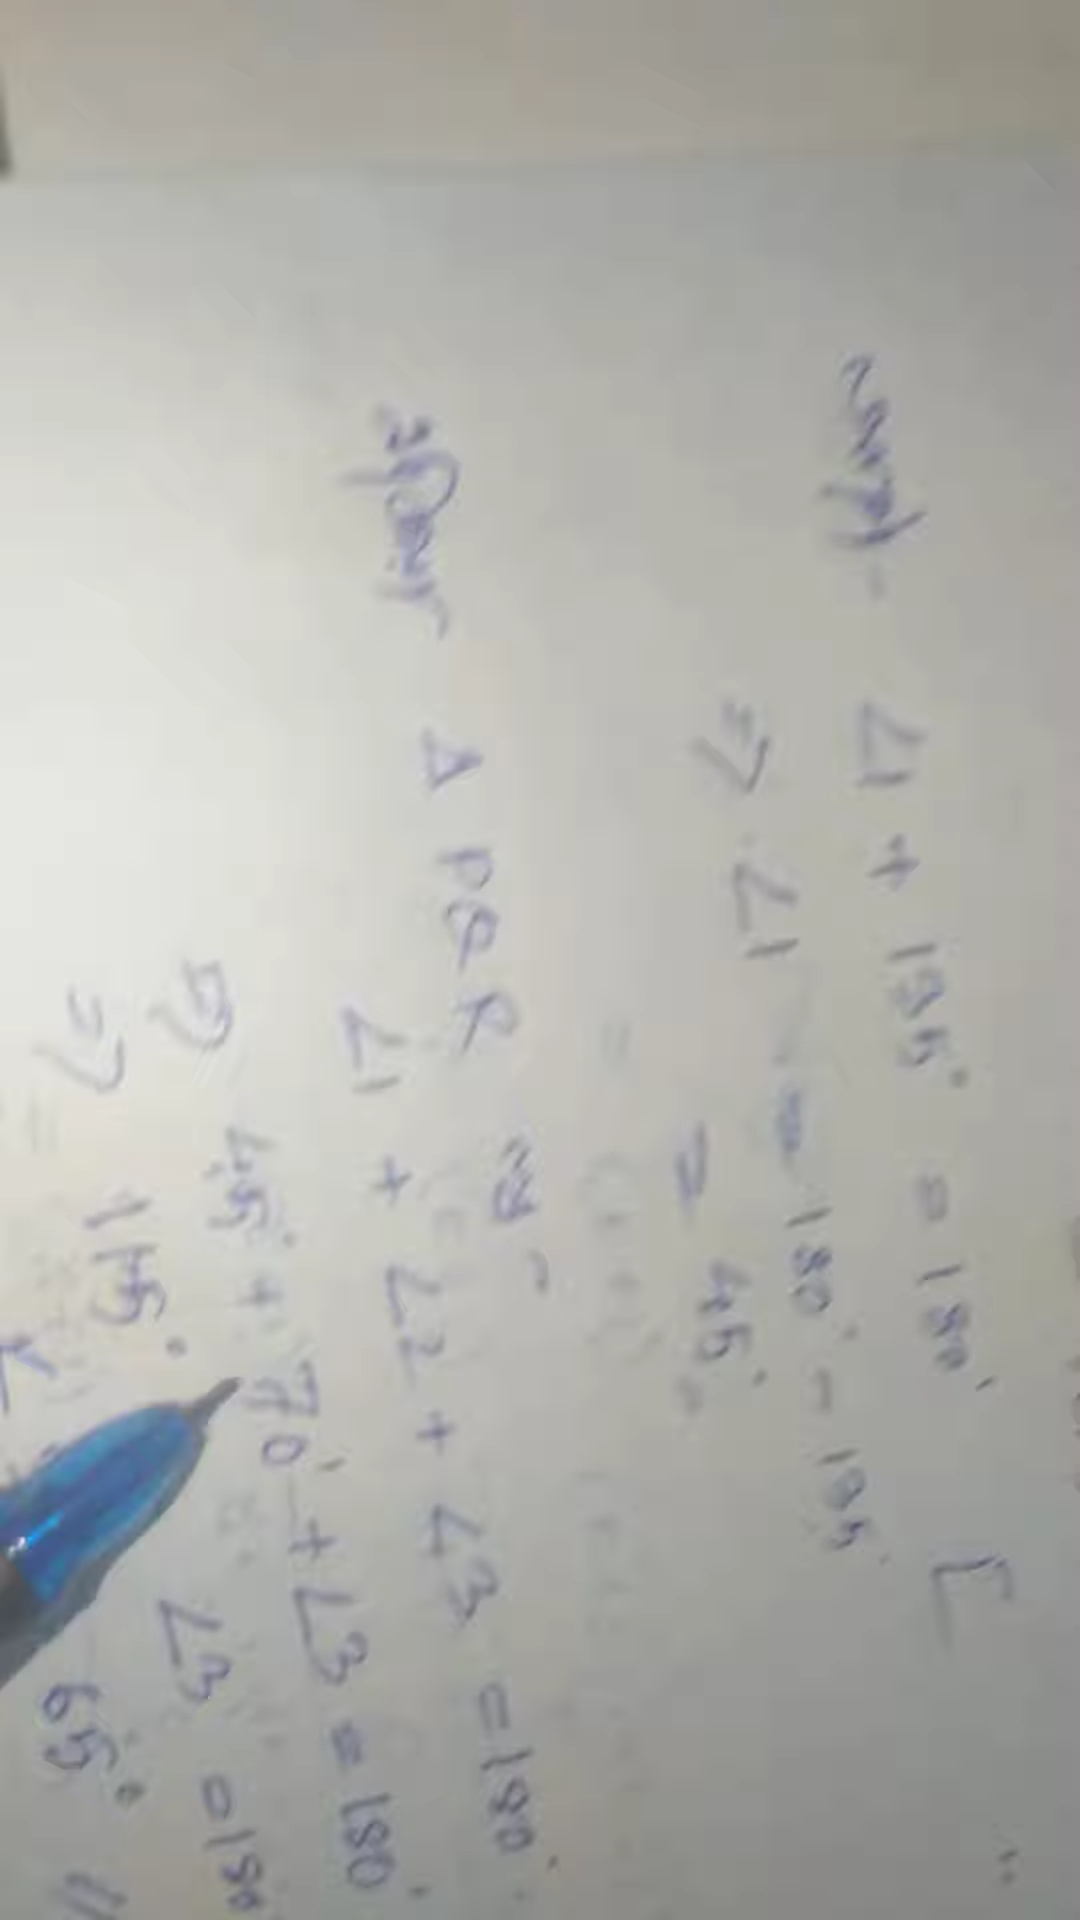 ∠1 + 135° = 180° [
⇒ ∠1 = 180° - 135°
= 45°
Δ PQR
∠1 + ∠2 + ∠3 = 180°
⇒ 45° + 70° + ∠3 = 180°
⇒ 115° ∠3 = 180
65° //